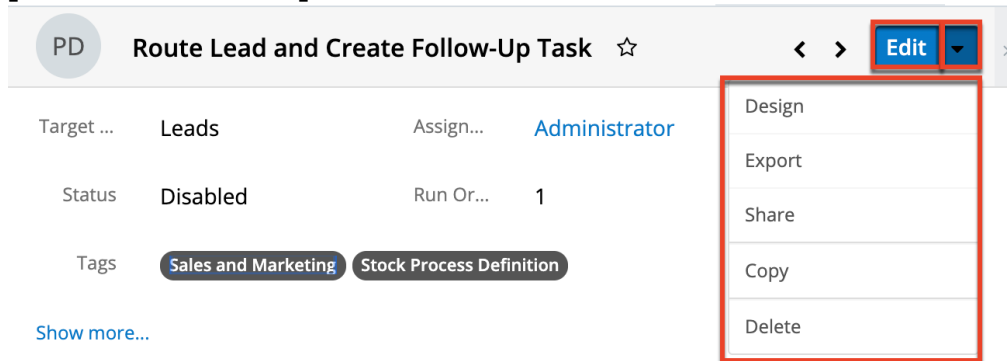 PD Route Lead and Create Follow-Up Task Edit
Target ... Leads Assign... Administrator
Status Disabled Run Or... 1
Tags Sales and Marketing Stock Process Definition
Show more...
Design
Export
Share
Copy
Delete